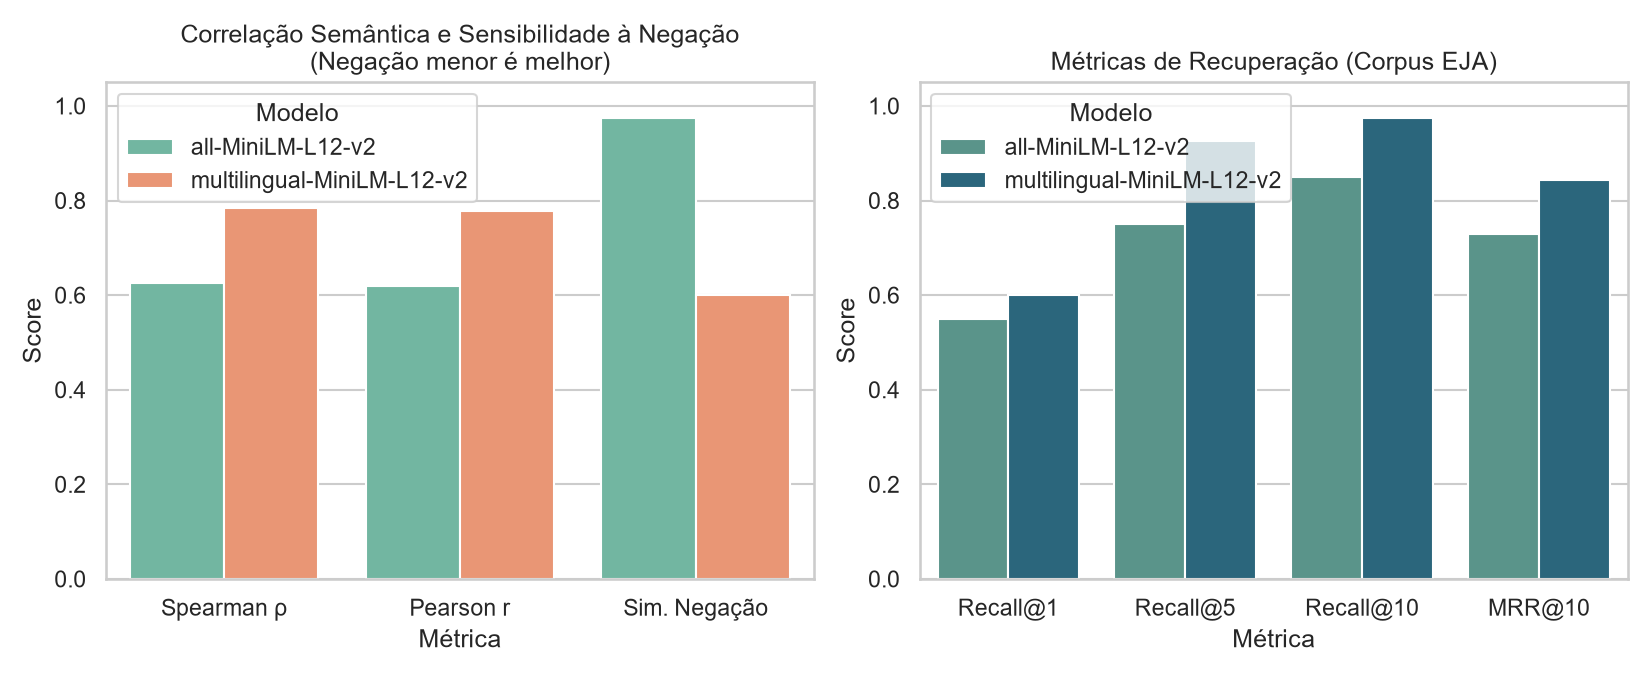 Correlação Semântica e Sensibilidade à Negação
(Negação menor é melhor)
Modelo
all-MiniLM-L12-v2
multilingual-MiniLM-L12-v2
Score
1.0
0.8
0.6
0.4
0.2
0.0
Spearman ρ
Pearson r
Sim. Negação
Métrica
Métricas de Recuperação (Corpus EJA)
Modelo
all-MiniLM-L12-v2
multilingual-MiniLM-L12-v2
Score
1.0
0.8
0.6
0.4
0.2
0.0
Recall@1
Recall@5
Recall@10
MRR@10
Métrica